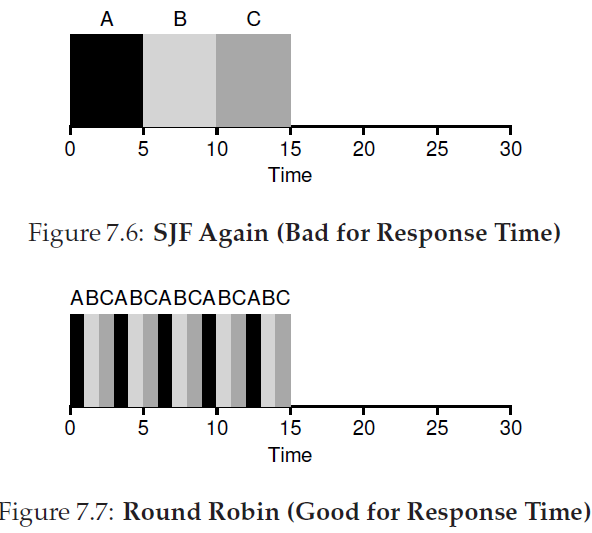 A B C
0 5 10 15 20 25 30
Time
Figure 7.6: SJF Again (Bad for Response Time)
ABCABCABCABCABC
0 5 10 15 20 25 30
Time
Figure 7.7: Round Robin (Good for Response Time)